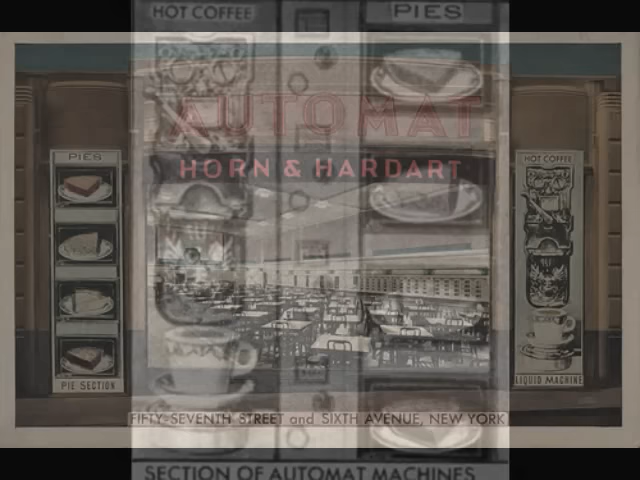 HOT COFFEE
PIES
AUTOMAT
HORN & HARDART
PIES
HOT COFFEE
PIE SECTION
LIQUID MACHINE
FIFTY-SEVENTH STREET and SIXTH AVENUE, NEW YORK
SECTION OF AUTOMAT MACHINES